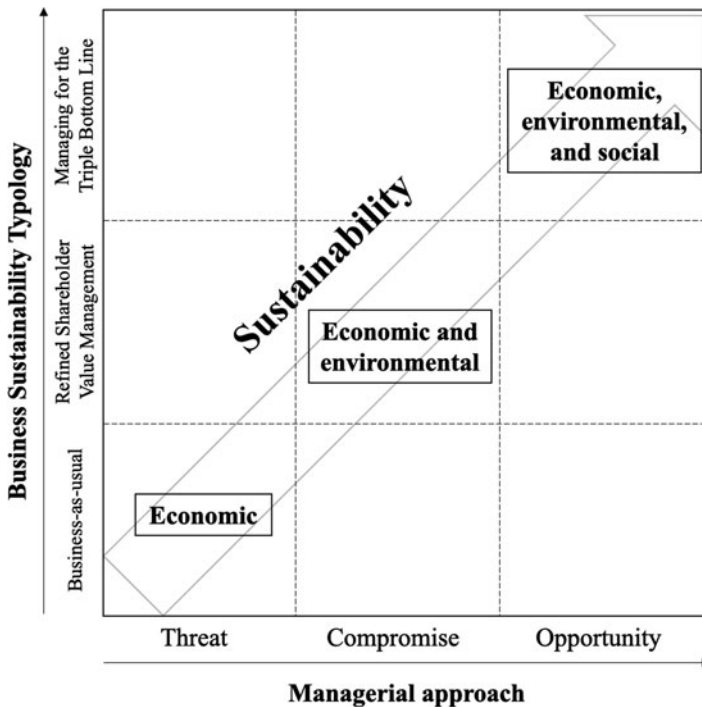 Business Sustainability Typology
Managing for the
Triple Bottom Line
Refined Shareholder
Value Management
Business-as-usual
Economic,
environmental,
and social
Sustainability
Economic and
environmental
Economic
Threat
Compromise
Opportunity
Managerial approach